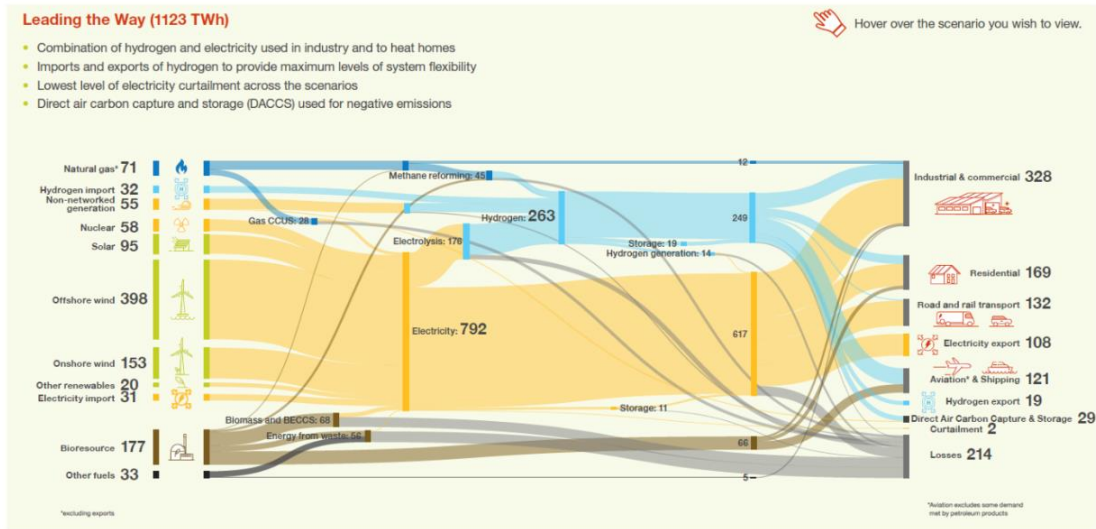 Leading the Way (1123 TWh)
Hover over the scenario you wish to view.
• Combination of hydrogen and electricity used in industry and to heat homes
• Imports and exports of hydrogen to provide maximum levels of system flexibility
• Lowest level of electricity curtailment across the scenarios
• Direct air carbon capture and storage (DACCS) used for negative emissions
Natural gas* 71
Hydrogen import 32
Non-networked
generation 55
Nuclear 58
Solar 95
Offshore wind 398
Onshore wind 153
Other renewables 20
Electricity import 31
Bioresource 177
Other fuels 33
Methane reforming: 45
Gas CCUS: 28
Hydrogen: 263
Electrolysis: 176
Storage: 19
Hydrogen generation: 14
Electricity: 792
Storage: 11
Biomass and BECCS: 68
Energy from waste: 56
12
249
617
66
5
Industrial & commercial 328
Residential 169
Road and rail transport 132
Electricity export 108
Aviation* & Shipping 121
Hydrogen export 19
Direct Air Carbon Capture & Storage 29
Curtailment 2
Losses 214
*excluding exports
*Aviation excludes some demand
met by petroleum products